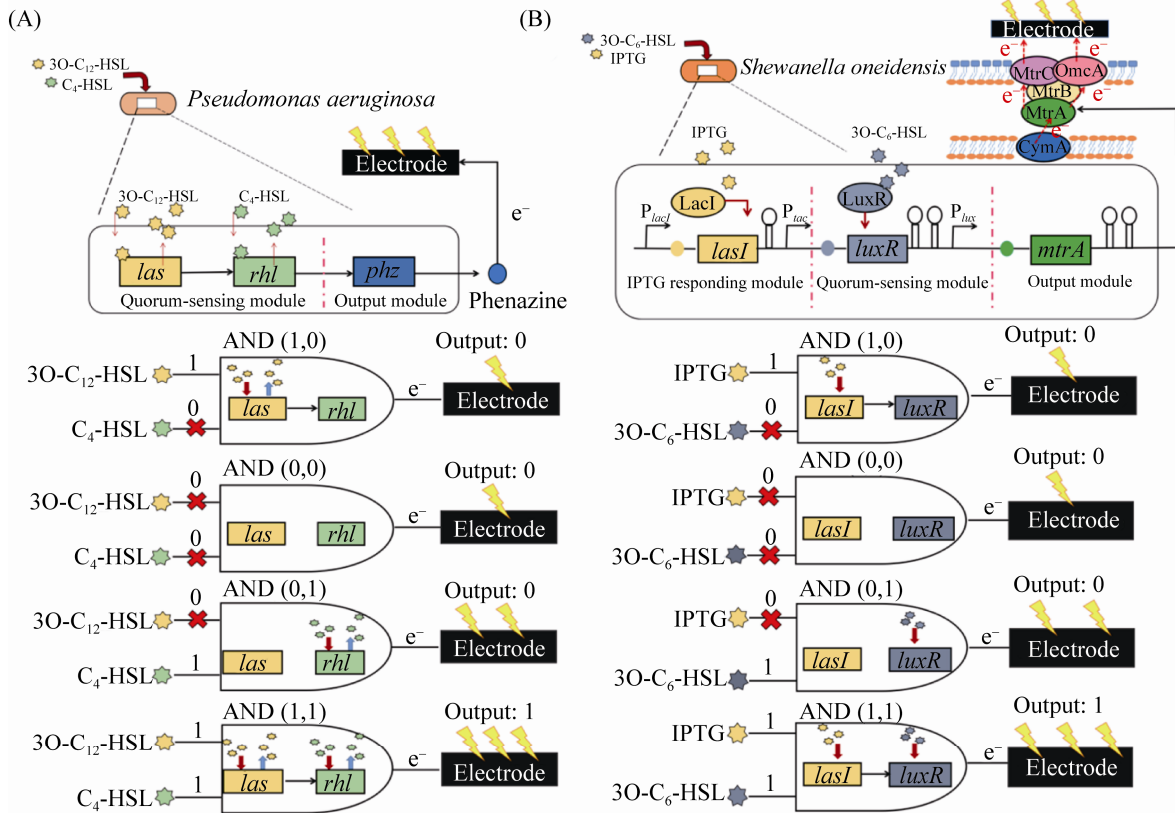 (A)
3O-C₁₂-HSL
C₄-HSL
Pseudomonas aeruginosa
Electrode
3O-C₁₂-HSL
C₄-HSL
e⁻
las
rhl
phz
Quorum-sensing module
Output module
Phenazine
AND (1,0)
Output: 0
3O-C₁₂-HSL
1
las
rhl
e⁻
Electrode
0
C₄-HSL
AND (0,0)
Output: 0
0
3O-C₁₂-HSL
las
rhl
e⁻
Electrode
0
C₄-HSL
AND (0,1)
Output: 0
0
3O-C₁₂-HSL
las
rhl
e⁻
Electrode
1
C₄-HSL
AND (1,1)
Output: 1
1
3O-C₁₂-HSL
las
rhl
e⁻
Electrode
1
C₄-HSL
(B)
3O-C₆-HSL
IPTG
Shewanella oneidensis
Electrode
e⁻
e⁻
MtrC
OmcA
MtrB
e⁻
e⁻
MtrA
e⁻
CymA
IPTG
3O-C₆-HSL
LacI
LuxR
P lacI
P tac
P lux
lasI
luxR
mtrA
IPTG responding module
Quorum-sensing module
Output module
AND (1,0)
Output: 0
IPTG
1
lasI
luxR
e⁻
Electrode
0
3O-C₆-HSL
AND (0,0)
Output: 0
0
IPTG
lasI
luxR
e⁻
Electrode
0
3O-C₆-HSL
AND (0,1)
Output: 0
0
IPTG
lasI
luxR
e⁻
Electrode
1
3O-C₆-HSL
AND (1,1)
Output: 1
1
IPTG
lasI
luxR
e⁻
Electrode
1
3O-C₆-HSL